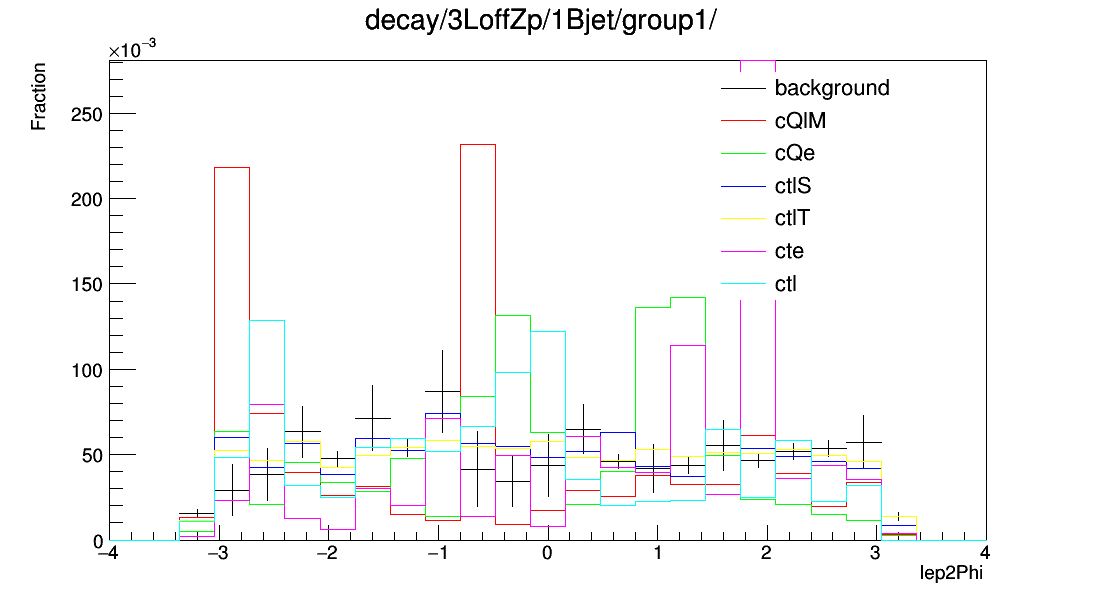 decay/3LoffZp/1Bjet/group1/
×10⁻³
Fraction
background
cQlM
cQe
ctlS
ctlT
cte
ctl
250
200
150
100
50
0
−4 −3 −2 −1 0 1 2 3 4
lep2Phi